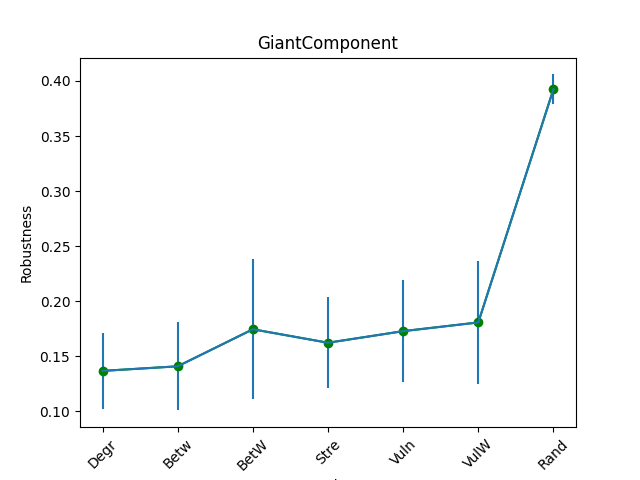 GiantComponent
Robustness
0.40
0.35
0.30
0.25
0.20
0.15
0.10
Degr
Betw
BetW
Stre
Vuln
VulW
Rand